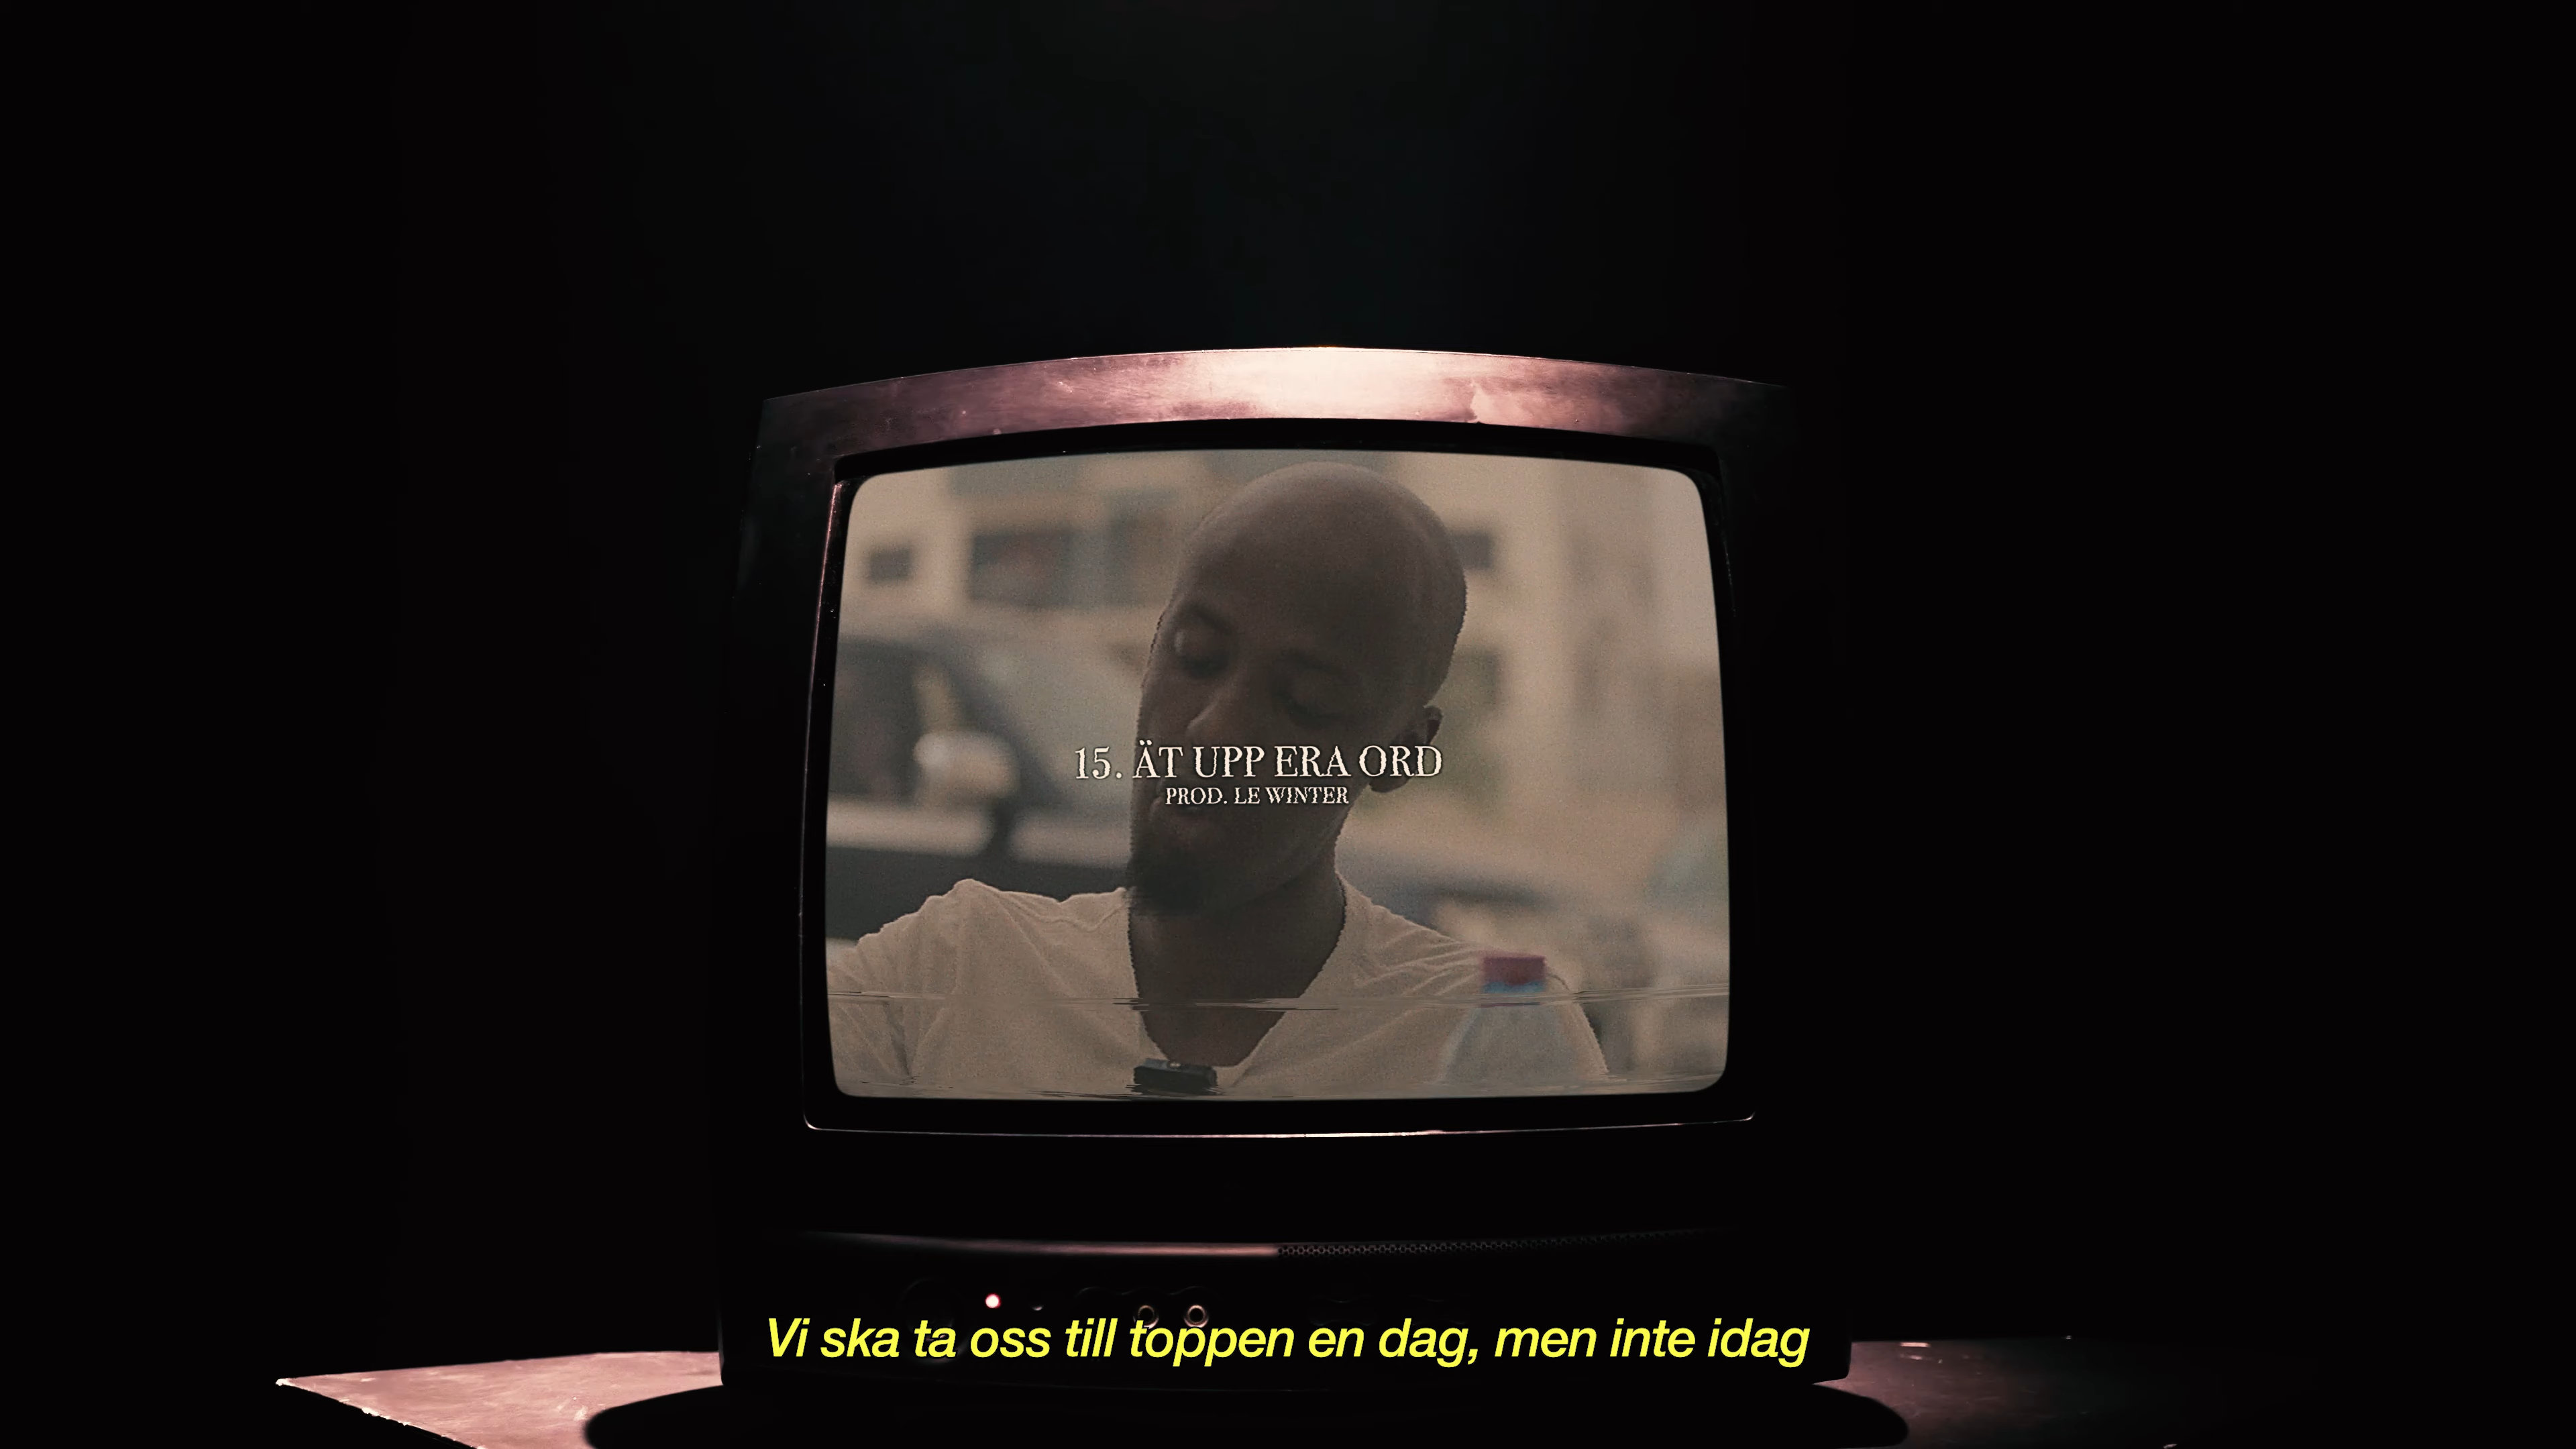 15. ÄT UPP ERA ORD
PROD. LE WINTER
Vi ska ta oss till toppen en dag, men inte idag